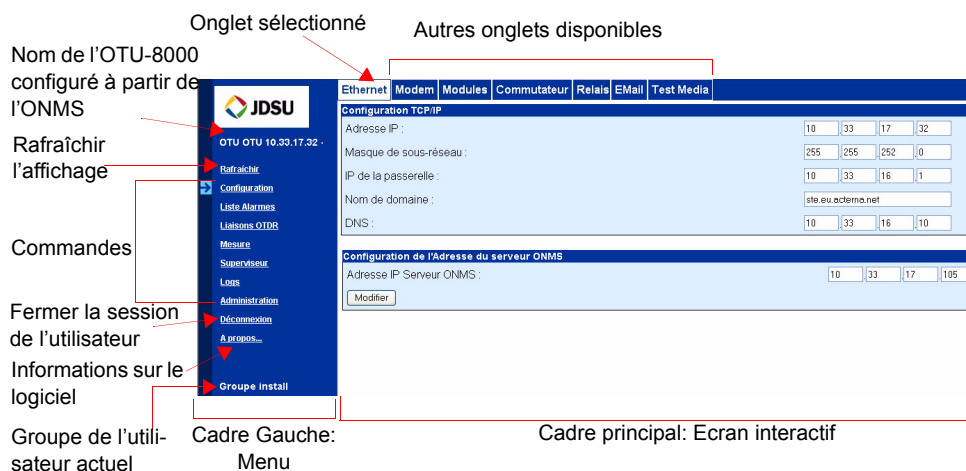 Onglet sélectionné
Autres onglets disponibles
Nom de l'OTU-8000
configuré à partir de
l'ONMS
Rafraîchir
l'affichage
Commandes
Fermer la session
de l'utilisateur
Informations sur le
logiciel
Groupe de l'utili-
sateur actuel
JDSU
OTU OTU 10.33.17.32 -
Rafraichir
Configuration
Liste Alarmes
Liaisons OTDR
Mesure
Superviseur
Logs
Administration
Déconnexion
A propos...
Groupe install
Ethernet Modem Modules Commutateur Relais EMail Test Media
Configuration TCP/IP
Adresse IP : 10 .33 .17 .32
Masque de sous-réseau : 255 .255 .252 .0
IP de la passerelle : 10 .33 .16 .1
Nom de domaine : ste.eu.acterna.net
DNS : 10 .33 .16 .10
Configuration de l'Adresse du serveur ONMS
Adresse IP Serveur ONMS : 10 .33 .17 .105
Modifier
Cadre Gauche:
Menu
Cadre principal: Ecran interactif